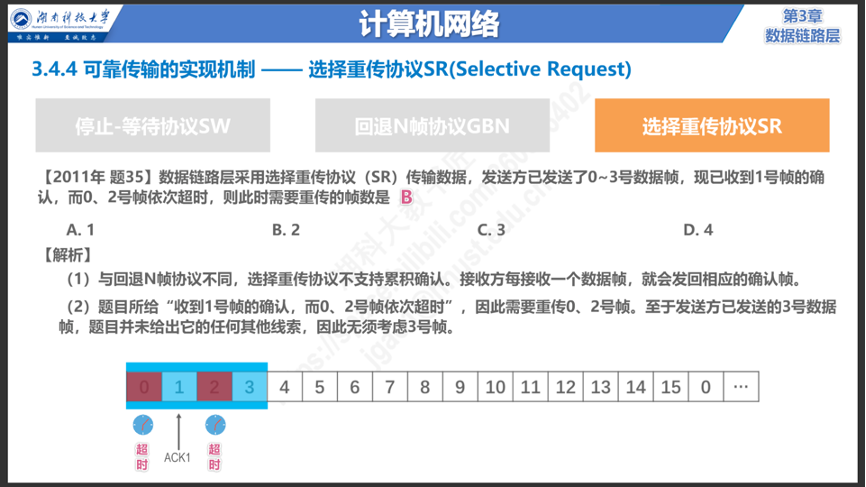 湖南科技大学
Hunan University of Science and Technology
唯实惟新 至诚致志
计算机网络
第3章
数据链路层
3.4.4 可靠传输的实现机制 —— 选择重传协议SR(Selective Request)
停止-等待协议SW
回退N帧协议GBN
选择重传协议SR
【2011年 题35】数据链路层采用选择重传协议（SR）传输数据，发送方已发送了0~3号数据帧，现已收到1号帧的确
认，而0、2号帧依次超时，则此时需要重传的帧数是 B
A. 1 B. 2 C. 3 D. 4
【解析】
（1）与回退N帧协议不同，选择重传协议不支持累积确认。接收方每接收一个数据帧，就会发回相应的确认帧。
（2）题目所给“收到1号帧的确认，而0、2号帧依次超时”，因此需要重传0、2号帧。至于发送方已发送的3号数据
帧，题目并未给出它的任何其他线索，因此无须考虑3号帧。
0 1 2 3 4 5 6 7 8 9 10 11 12 13 14 15 0 ···
超时 ACK1 超时